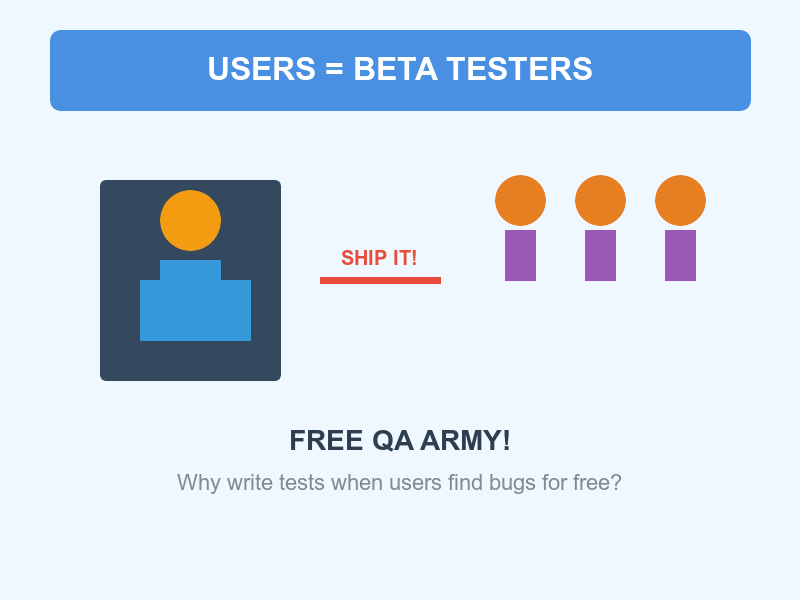 USERS = BETA TESTERS
SHIP IT!
FREE QA ARMY!
Why write tests when users find bugs for free?